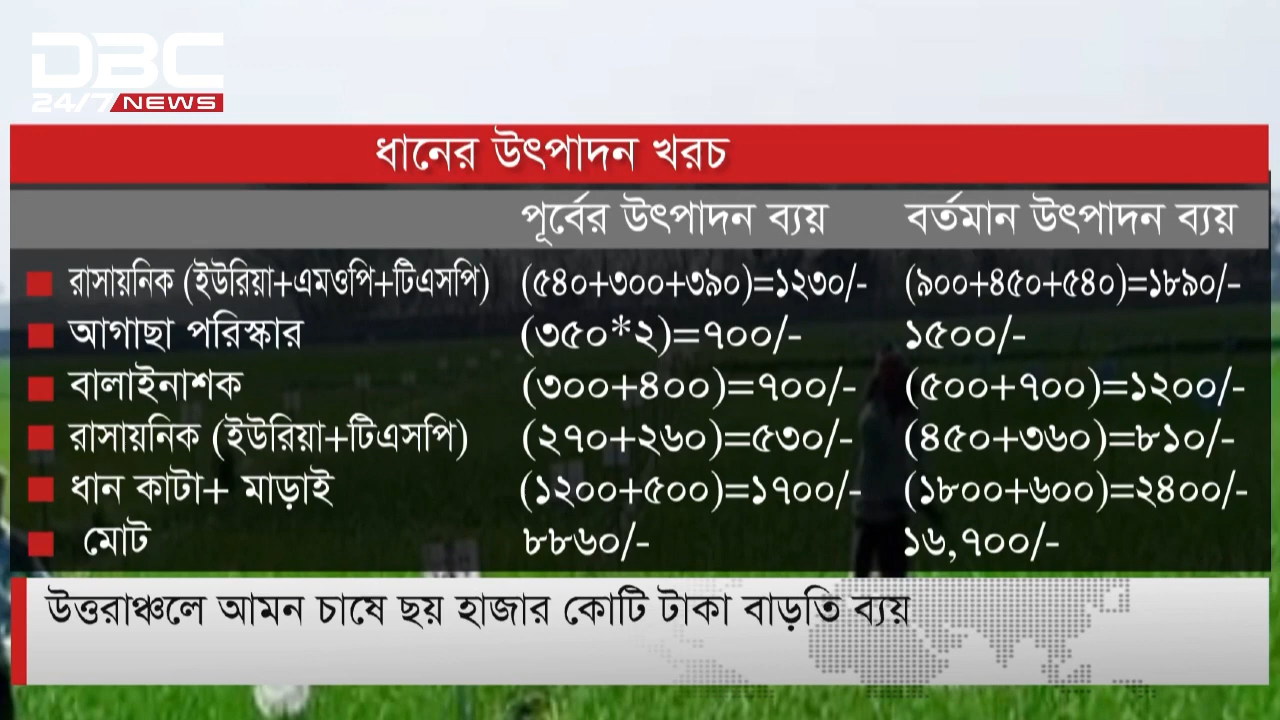 DBC
24/7 NEWS
ধানের উৎপাদন খরচ
পূর্বের উৎপাদন ব্যয় বর্তমান উৎপাদন ব্যয়
রাসায়নিক (ইউরিয়া+এমওপি+টিএসপি) (৫৪০+৩০০+৩৯০)=১২৩০/- (৯০০+৪৫০+৫৪০)=১৮৯০/-
আগাছা পরিস্কার (৩৫০*২)=৭০০/- ১৫০০/-
বালাইনাশক (৩০০+৪০০)=৭০০/- (৫০০+৭০০)=১২০০/-
রাসায়নিক (ইউরিয়া+টিএসপি) (২৭০+২৬০)=৫৩০/- (৪৫০+৩৬০)=৮১০/-
ধান কাটা+ মাড়াই (১২০০+৫০০)=১৭০০/- (১৮০০+৬০০)=২৪০০/-
মোট ৮৮৬০/- ১৬,৭০০/-
উত্তরাঞ্চলে আমন চাষে ছয় হাজার কোটি টাকা বাড়তি ব্যয়